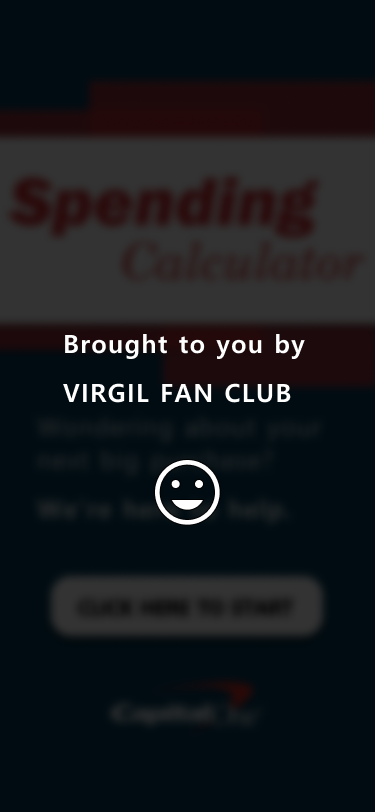 Spending
Calculator
Brought to you by
VIRGIL FAN CLUB
Wondering about your
next big purchase?
We're here to help.
CLICK HERE TO START
Capital One